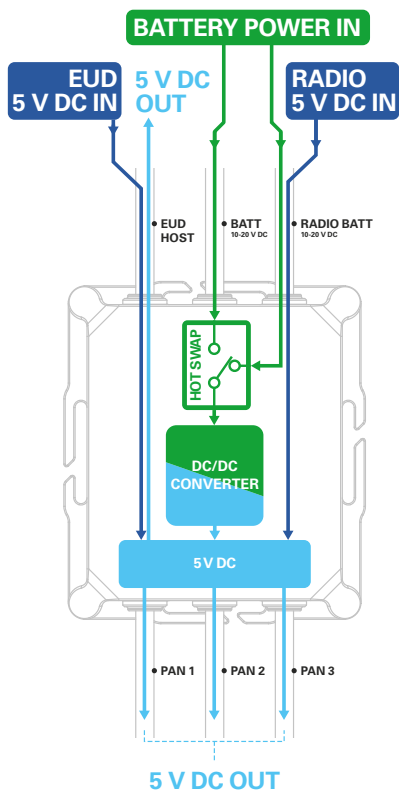 BATTERY POWER IN
EUD
5 V DC IN
5 V DC
OUT
RADIO
5 V DC IN
EUD
HOST
BATT
10-20 V DC
RADIO BATT
10-20 V DC
HOT SWAP
DC/DC
CONVERTER
5 V DC
PAN 1
PAN 2
PAN 3
5 V DC OUT